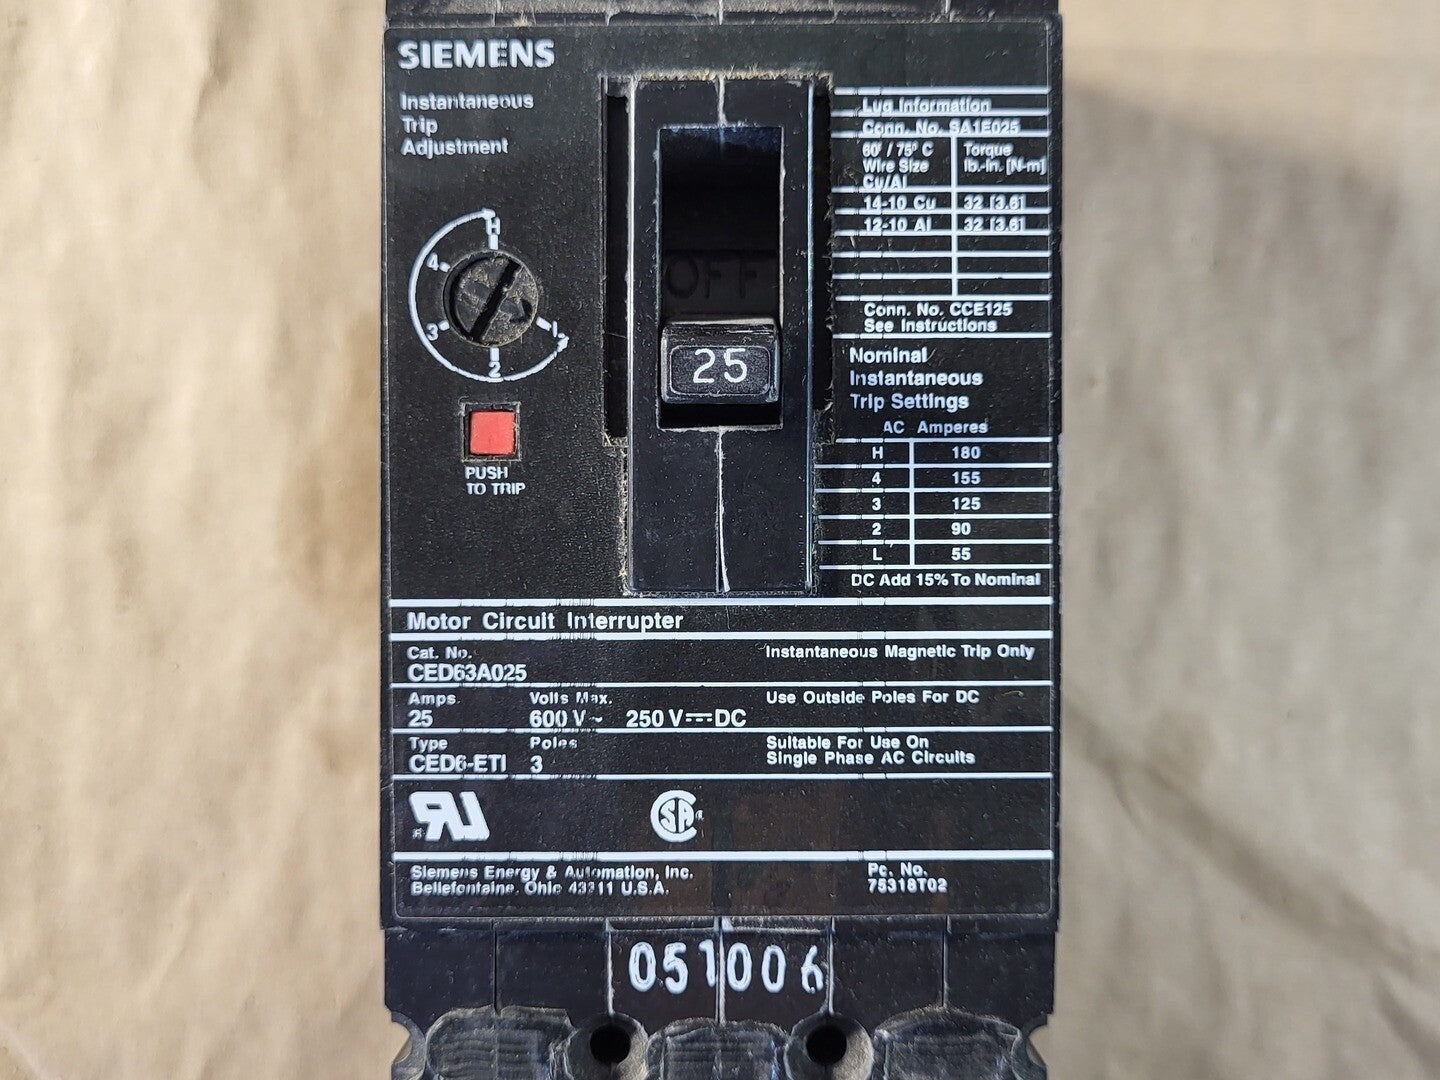 SIEMENS
Instantaneous
Trip
Adjustment
H
4
3
2
L
PUSH
TO TRIP
OFF
25
Lug Information
Conn. No. SA1E025
60° / 75° C
Wire Size
Cu/Al
Torque
lb.-in. [N-m]
14-10 Cu 32 [3.6]
12-10 Al 32 [3.6]
Conn. No. CCE125
See Instructions
Nominal
Instantaneous
Trip Settings
AC Amperes
H 180
4 155
3 125
2 90
L 55
DC Add 15% To Nominal
Motor Circuit Interrupter
Cat. No.
CED63A025
Instantaneous Magnetic Trip Only
Amps Volts Max.
25 600 V ~ 250 V⎓DC
Use Outside Poles For DC
Type Poles
CED6-ETI 3
Suitable For Use On
Single Phase AC Circuits
RU
SA
Siemens Energy & Automation, Inc.
Bellefontaine, Ohio 43311 U.S.A.
Pc. No.
75318T02
051006